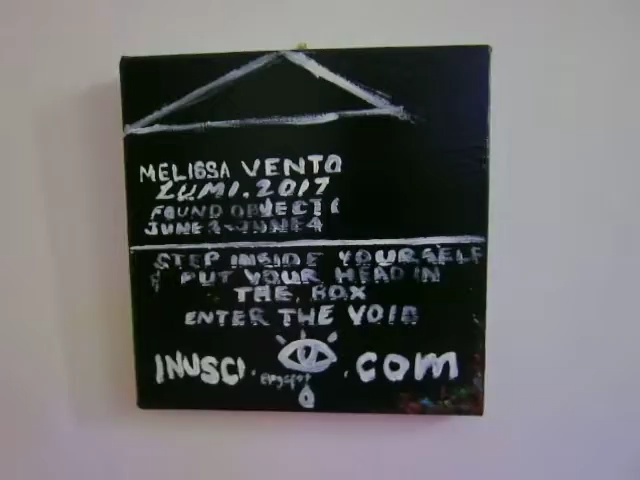 MELISSA VENTO
LUMI.2017
FOUND OBJECTS
JUNE 2-JUNE 4
STEP INSIDE YOURSELF
PUT YOUR HEAD IN
THE BOX
ENTER THE VOID
INUSCI. .COM